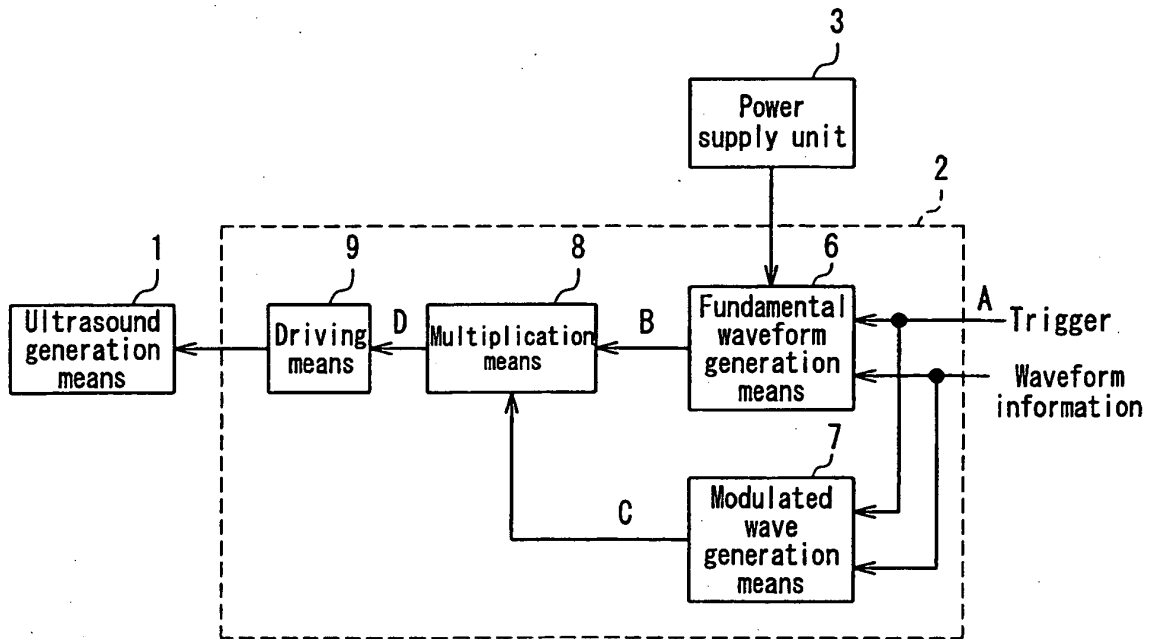 3
Power
supply unit
2
1
9
8
6
Ultrasound
generation
means
Driving
means
D
Multiplication
means
B
Fundamental
waveform
generation
means
A
Trigger
Waveform
information
7
C
Modulated
wave
generation
means